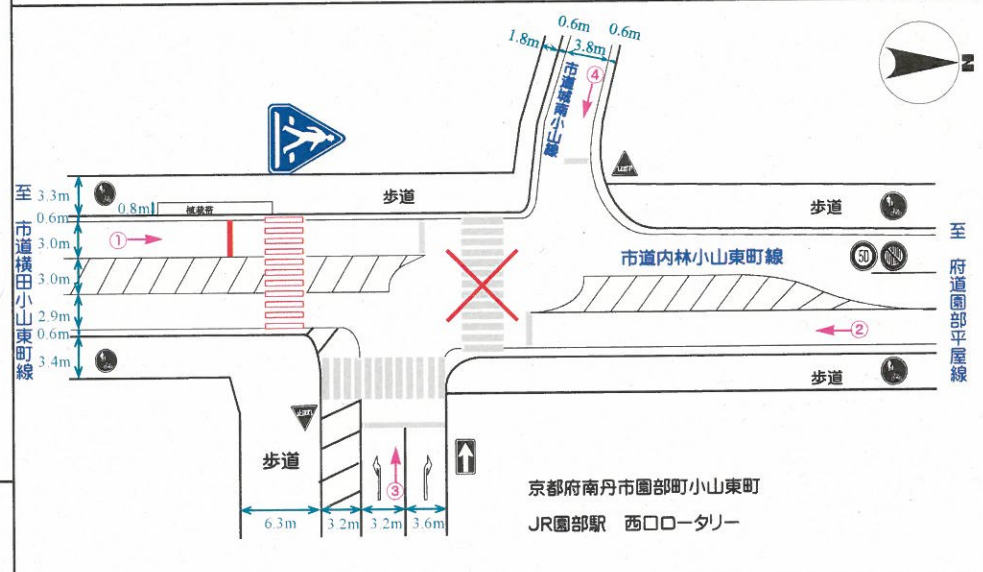 0.6m 0.6m
1.8m 3.8m
④
市道城南小山線
N
至 市道横田小山東町線
3.3m
歩道
歩道
0.8m
植栽帯
0.6m
3.0m
①
3.0m
2.9m
0.6m
3.4m
市道内林小山東町線
50
至 府道園部平屋線
②
歩道
止まれ
歩道
③
6.3m 3.2m 3.2m 3.6m
京都府南丹市園部町小山東町
JR園部駅 西口ロータリー